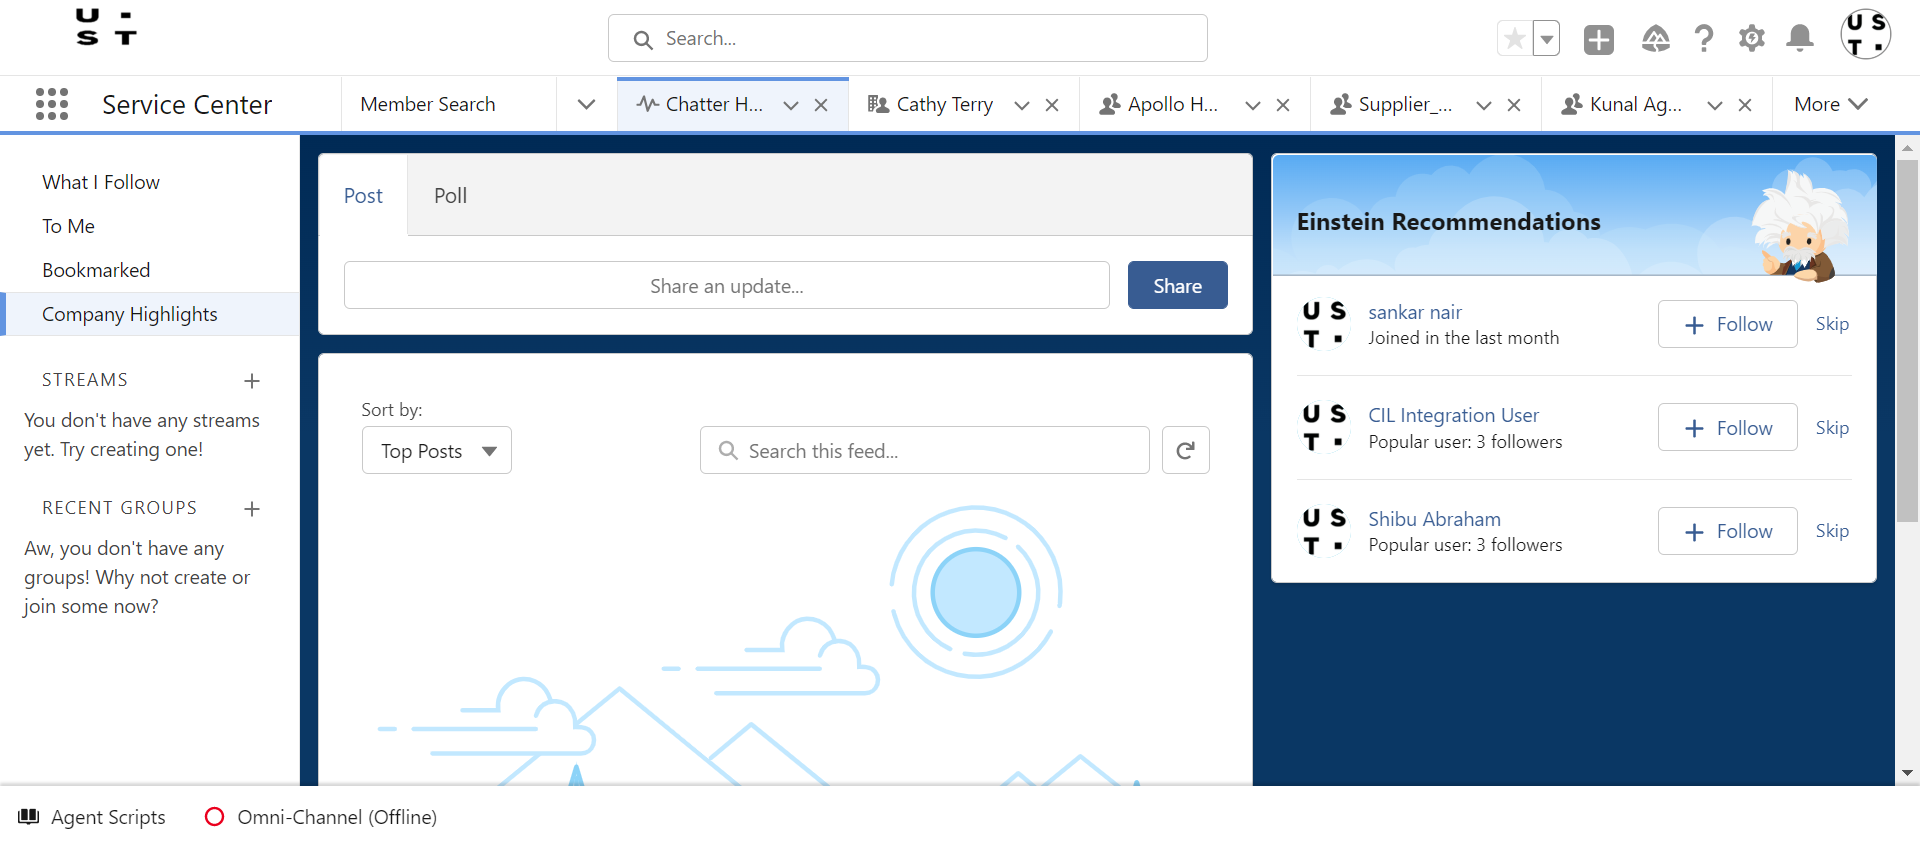 U ·
S T
Search...
U S
T .
Service Center
Member Search
Chatter H...
Cathy Terry
Apollo H...
Supplier_...
Kunal Ag...
More
What I Follow
To Me
Bookmarked
Company Highlights
STREAMS
You don't have any streams
yet. Try creating one!
RECENT GROUPS
Aw, you don't have any
groups! Why not create or
join some now?
Post
Poll
Share an update...
Share
Sort by:
Top Posts
Search this feed...
Einstein Recommendations
U S
T .
sankar nair
Joined in the last month
Follow
Skip
U S
T .
CIL Integration User
Popular user: 3 followers
Follow
Skip
U S
T .
Shibu Abraham
Popular user: 3 followers
Follow
Skip
Agent Scripts
Omni-Channel (Offline)